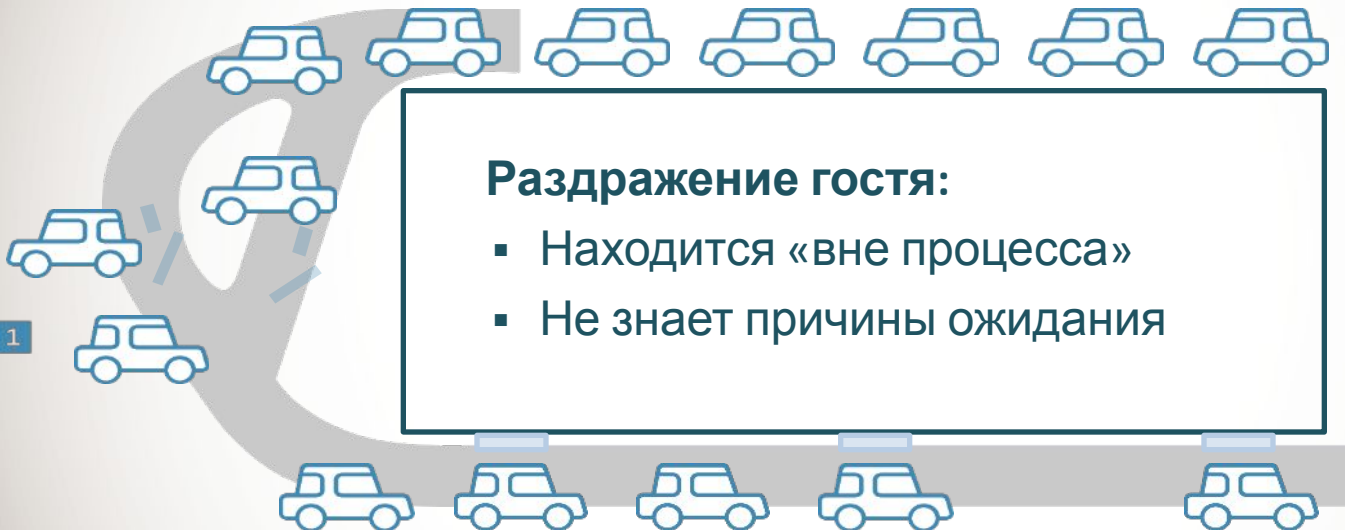 Раздражение гостя:
▪ Находится «вне процесса»
▪ Не знает причины ожидания
1